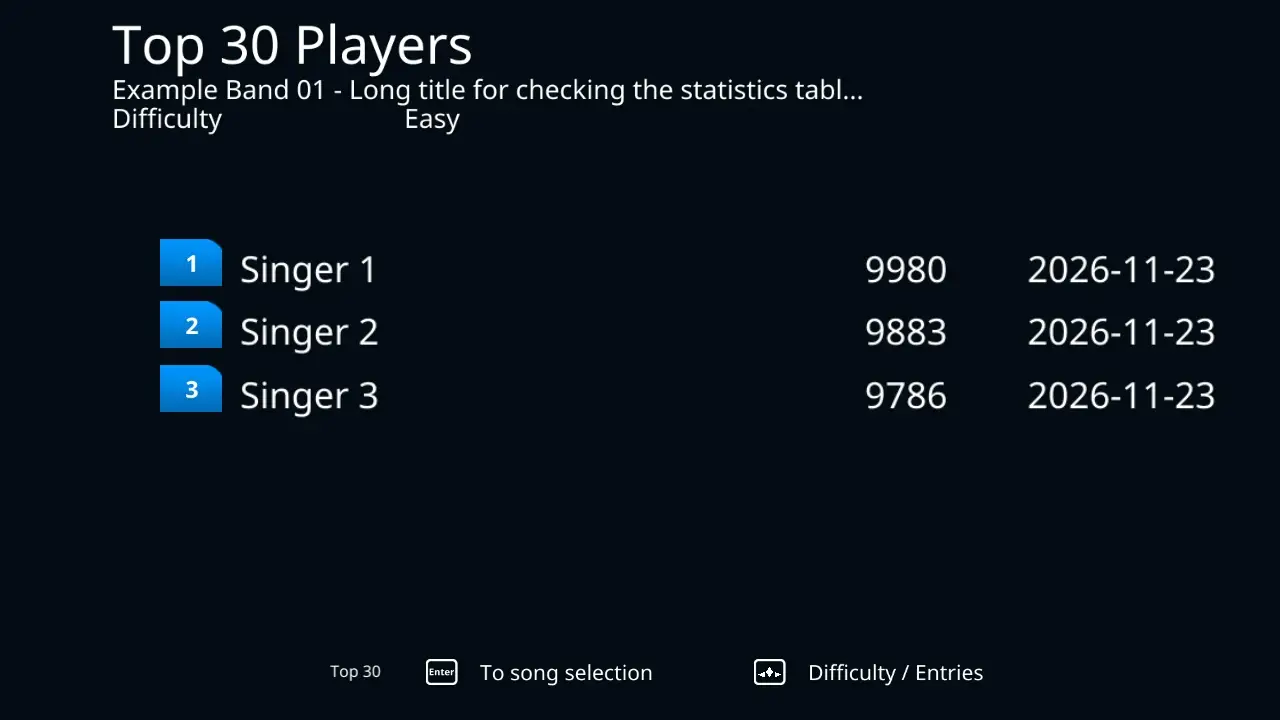 Top 30 Players
Example Band 01 - Long title for checking the statistics tabl...
Difficulty Easy
1 Singer 1 9980 2026-11-23
2 Singer 2 9883 2026-11-23
3 Singer 3 9786 2026-11-23
Top 30 Enter To song selection Difficulty / Entries